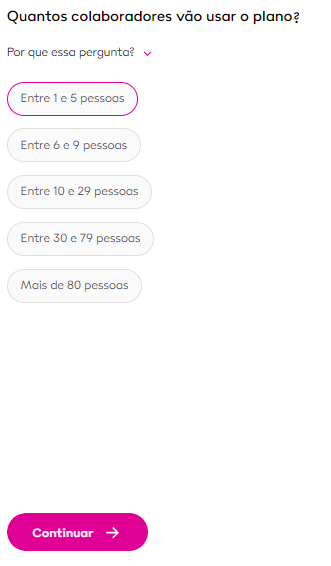 Quantos colaboradores vão usar o plano?
Por que essa pergunta?
Entre 1 e 5 pessoas
Entre 6 e 9 pessoas
Entre 10 e 29 pessoas
Entre 30 e 79 pessoas
Mais de 80 pessoas
Continuar